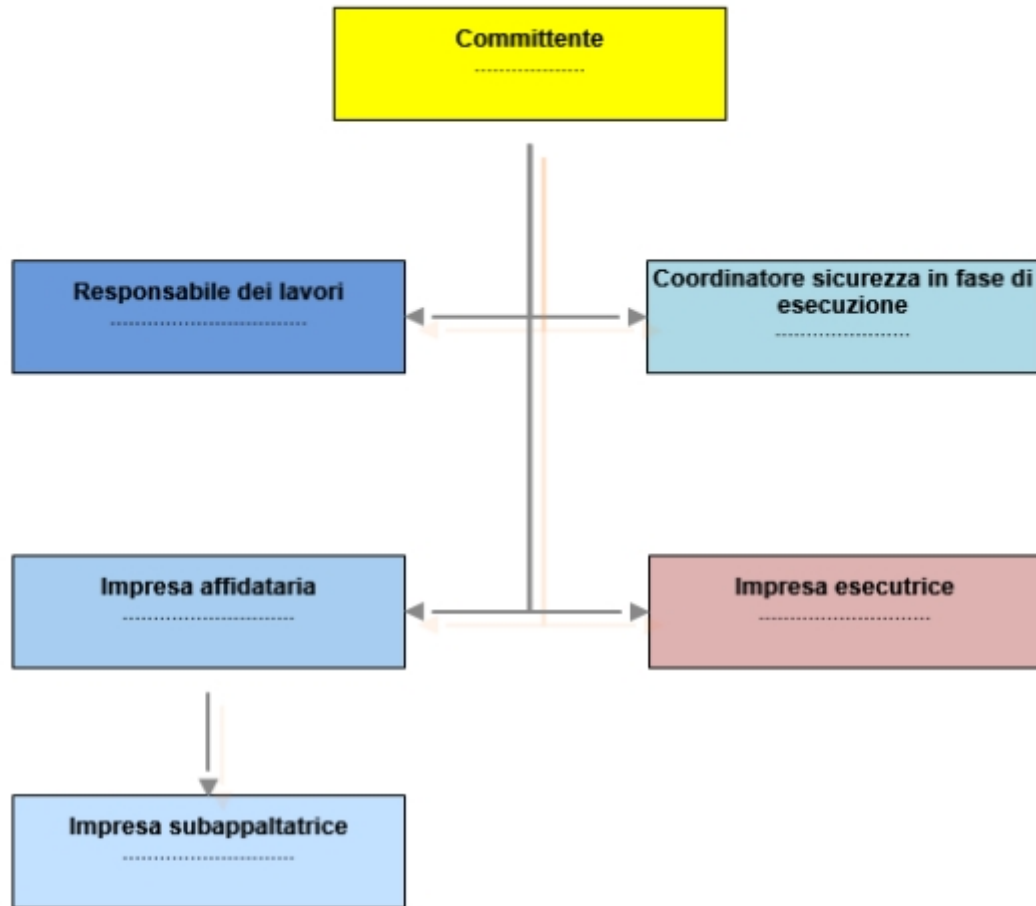 Committente
------------------
Responsabile dei lavori
--------------------------------
Coordinatore sicurezza in fase di
esecuzione
----------------------
Impresa affidataria
----------------------------
Impresa esecutrice
----------------------------
Impresa subappaltatrice
----------------------------